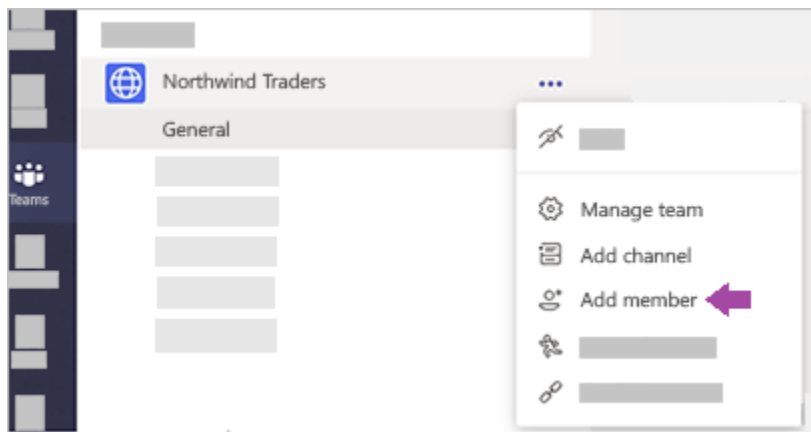 Northwind Traders
General
Teams
Manage team
Add channel
Add member